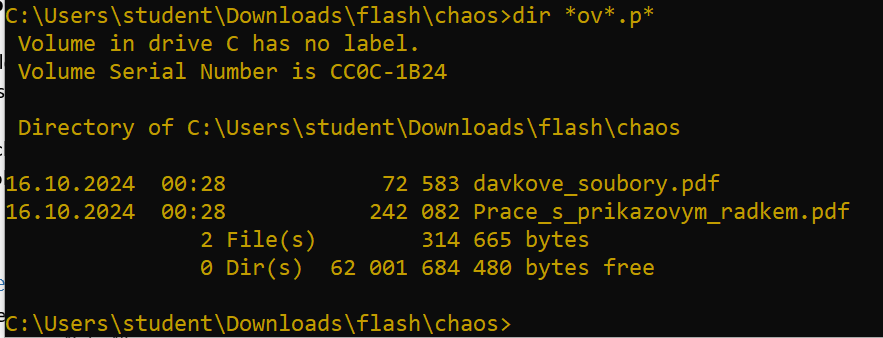 C:\Users\student\Downloads\flash\chaos>dir *ov*.p*
Volume in drive C has no label.
Volume Serial Number is CC0C-1B24
Directory of C:\Users\student\Downloads\flash\chaos
16.10.2024  00:28            72 583 davkove_soubory.pdf
16.10.2024  00:28           242 082 Prace_s_prikazovym_radkem.pdf
2 File(s)        314 665 bytes
0 Dir(s)  62 001 684 480 bytes free
C:\Users\student\Downloads\flash\chaos>